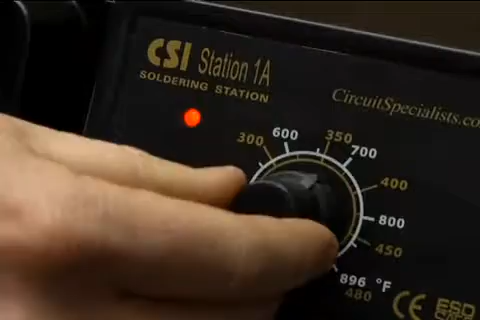 CSI Station 1A
SOLDERING STATION
CircuitSpecialists.co
300
600
350
700
400
800
450
896 °F
480
CE ESD